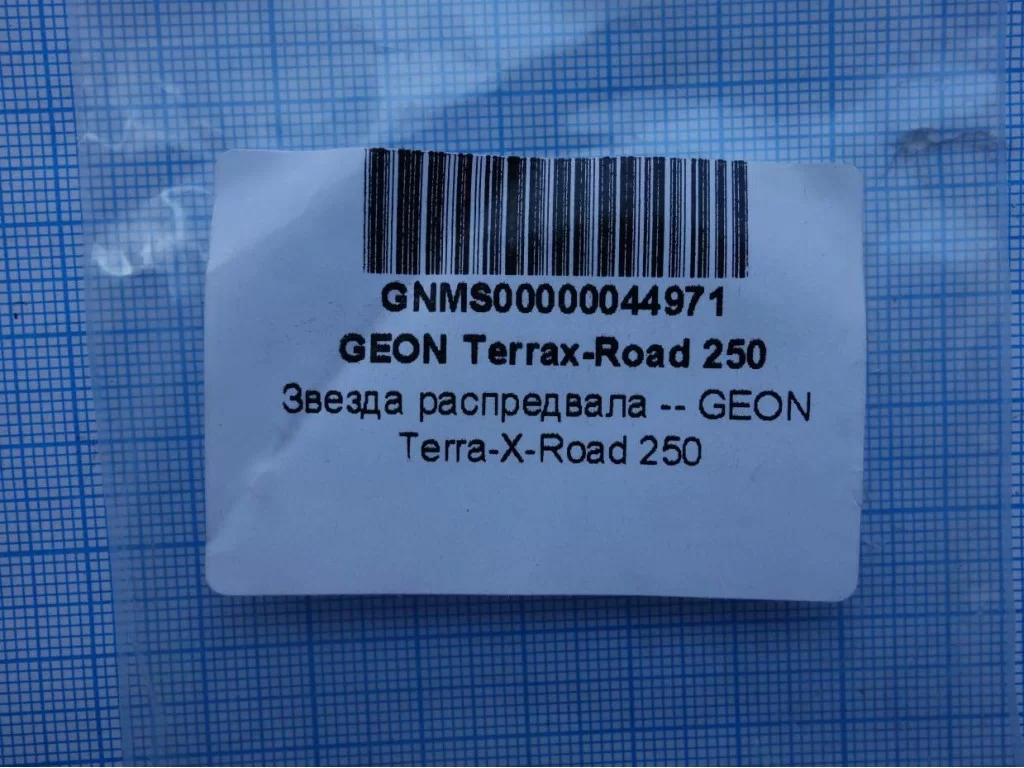 GNMS00000044971
GEON Terrax-Road 250
Звезда распредвала -- GEON
Terra-X-Road 250